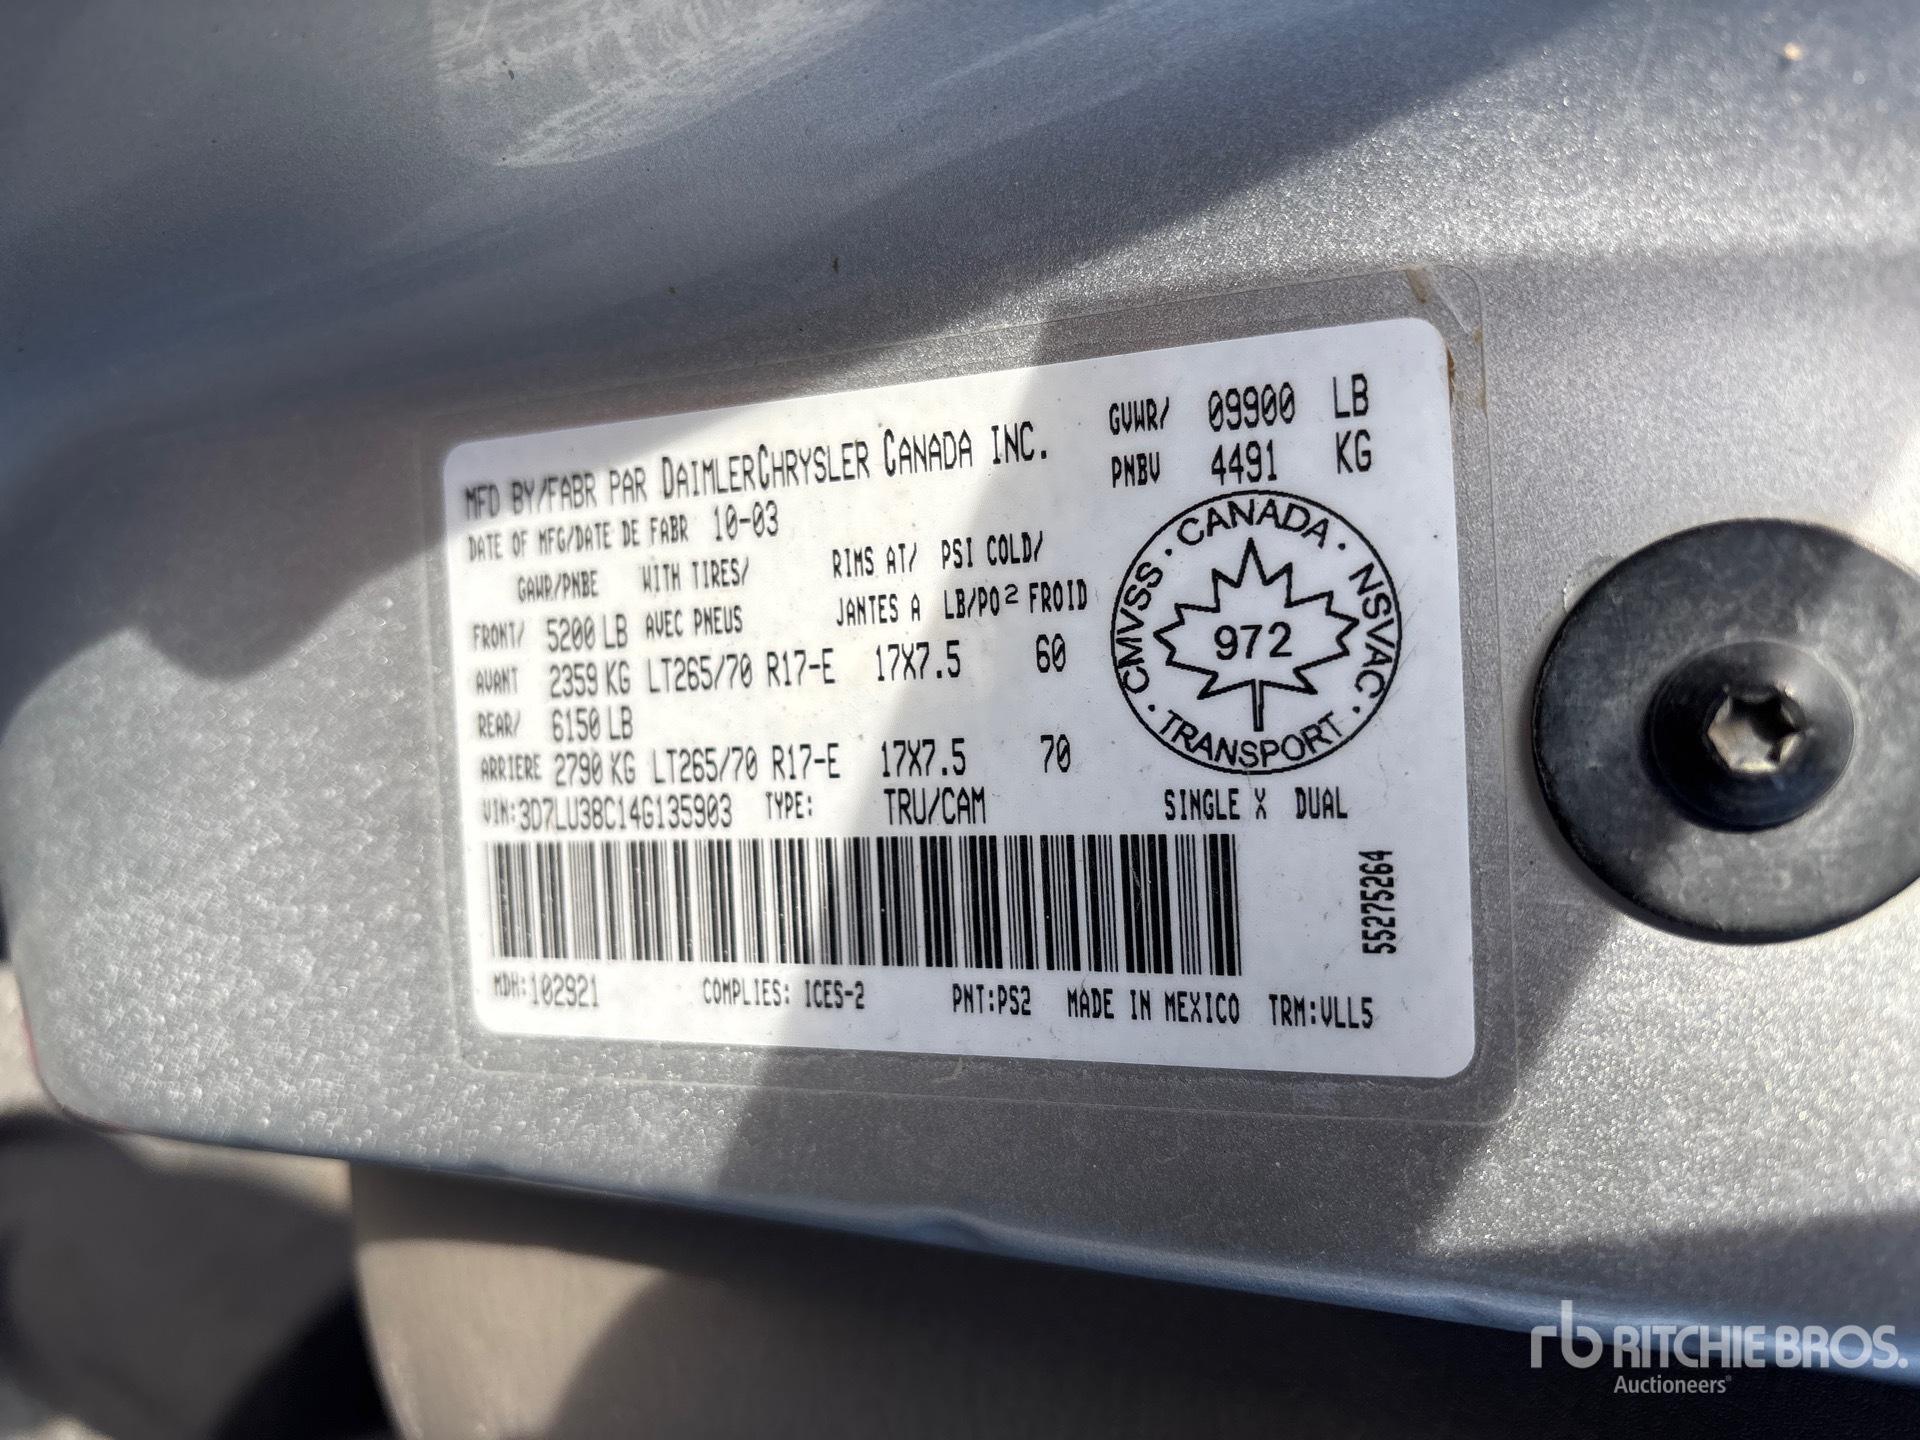 MFD BY/FABR PAR DAIMLERCHRYSLER CANADA INC.
GVWR/ 09900 LB
PNBV 4491 KG
DATE OF MFG/DATE DE FABR 10-03
GAWR/PNBE WITH TIRES/ RIMS AT/ PSI COLD/
AVEC PNEUS JANTES A LB/PO² FROID
FRONT/ 5200 LB
AVANT 2359 KG LT265/70 R17-E 17X7.5 60
REAR/ 6150 LB
ARRIERE 2790 KG LT265/70 R17-E 17X7.5 70
CMVSS · CANADA · NSVAC · TRANSPORT ·
972
VIN:3D7LU38C14G135903 TYPE: TRU/CAM SINGLE X DUAL
55275264
MDH:102921 COMPLIES: ICES-2 PNT:PS2 MADE IN MEXICO TRM:VLL5
rb RITCHIE BROS.
Auctioneers